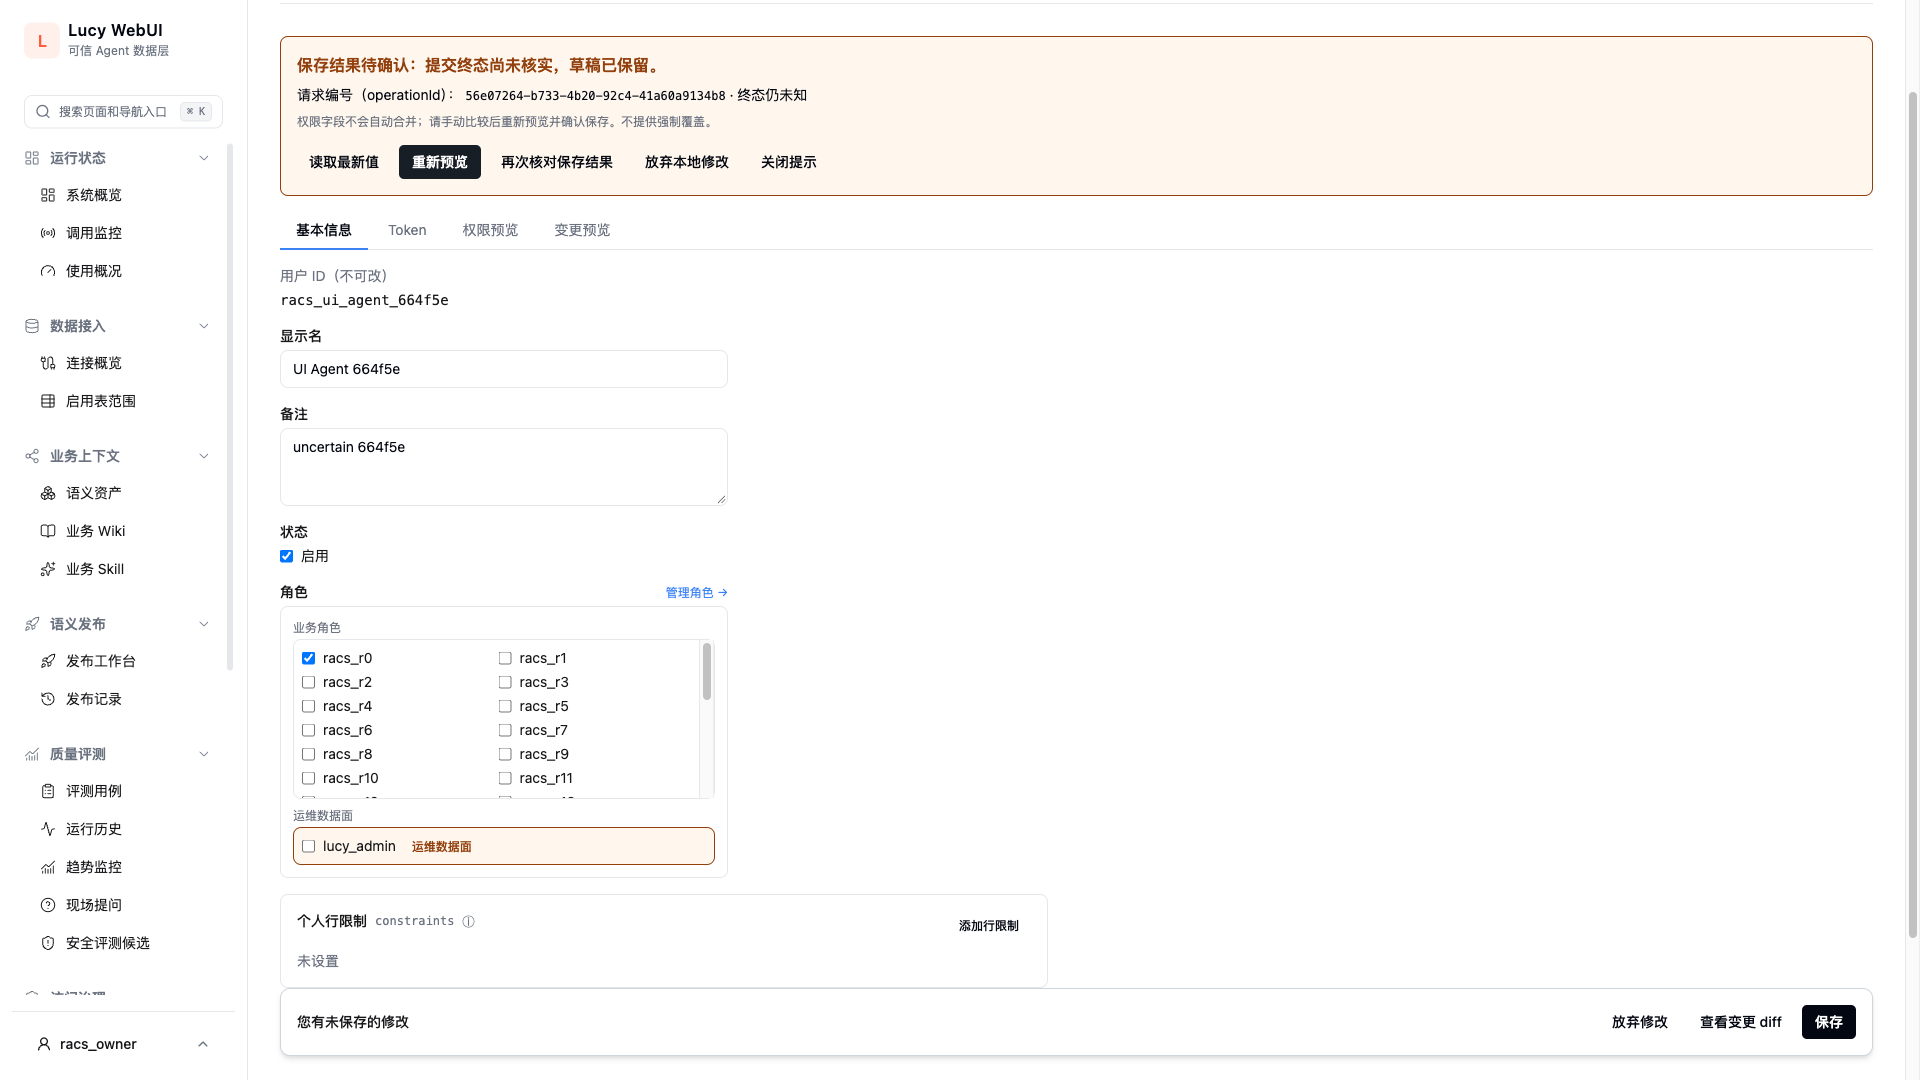 L
Lucy WebUI
可信 Agent 数据层
搜索页面和导航入口 ⌘ K
运行状态
系统概览
调用监控
使用概况
数据接入
连接概览
启用表范围
业务上下文
语义资产
业务 Wiki
业务 Skill
语义发布
发布工作台
发布记录
质量评测
评测用例
运行历史
趋势监控
现场提问
安全评测候选
racs_owner
保存结果待确认：提交终态尚未核实，草稿已保留。
请求编号（operationId）： 56e07264-b733-4b20-92c4-41a60a9134b8 · 终态仍未知
权限字段不会自动合并；请手动比较后重新预览并确认保存。不提供强制覆盖。
读取最新值 重新预览 再次核对保存结果 放弃本地修改 关闭提示
基本信息 Token 权限预览 变更预览
用户 ID（不可改）
racs_ui_agent_664f5e
显示名
UI Agent 664f5e
备注
uncertain 664f5e
状态
启用
角色 管理角色 →
业务角色
racs_r0 racs_r1
racs_r2 racs_r3
racs_r4 racs_r5
racs_r6 racs_r7
racs_r8 racs_r9
racs_r10 racs_r11
运维数据面
lucy_admin 运维数据面
个人行限制 constraints ⓘ 添加行限制
未设置
您有未保存的修改 放弃修改 查看变更 diff 保存